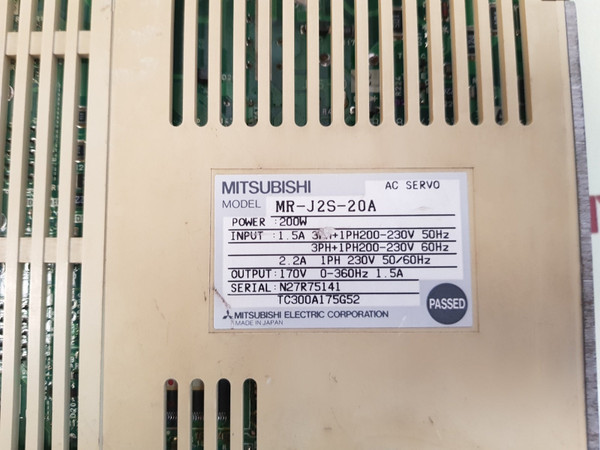 MITSUBISHI
AC SERVO
MODEL MR-J2S-20A
POWER :200W
INPUT :1.5A 3PH+1PH200-230V 50Hz
3PH+1PH200-230V 60Hz
2.2A 1PH 230V 50/60Hz
OUTPUT:170V 0-360Hz 1.5A
SERIAL:N27R75141
TC300A175G52
PASSED
MITSUBISHI ELECTRIC CORPORATION
MADE IN JAPAN